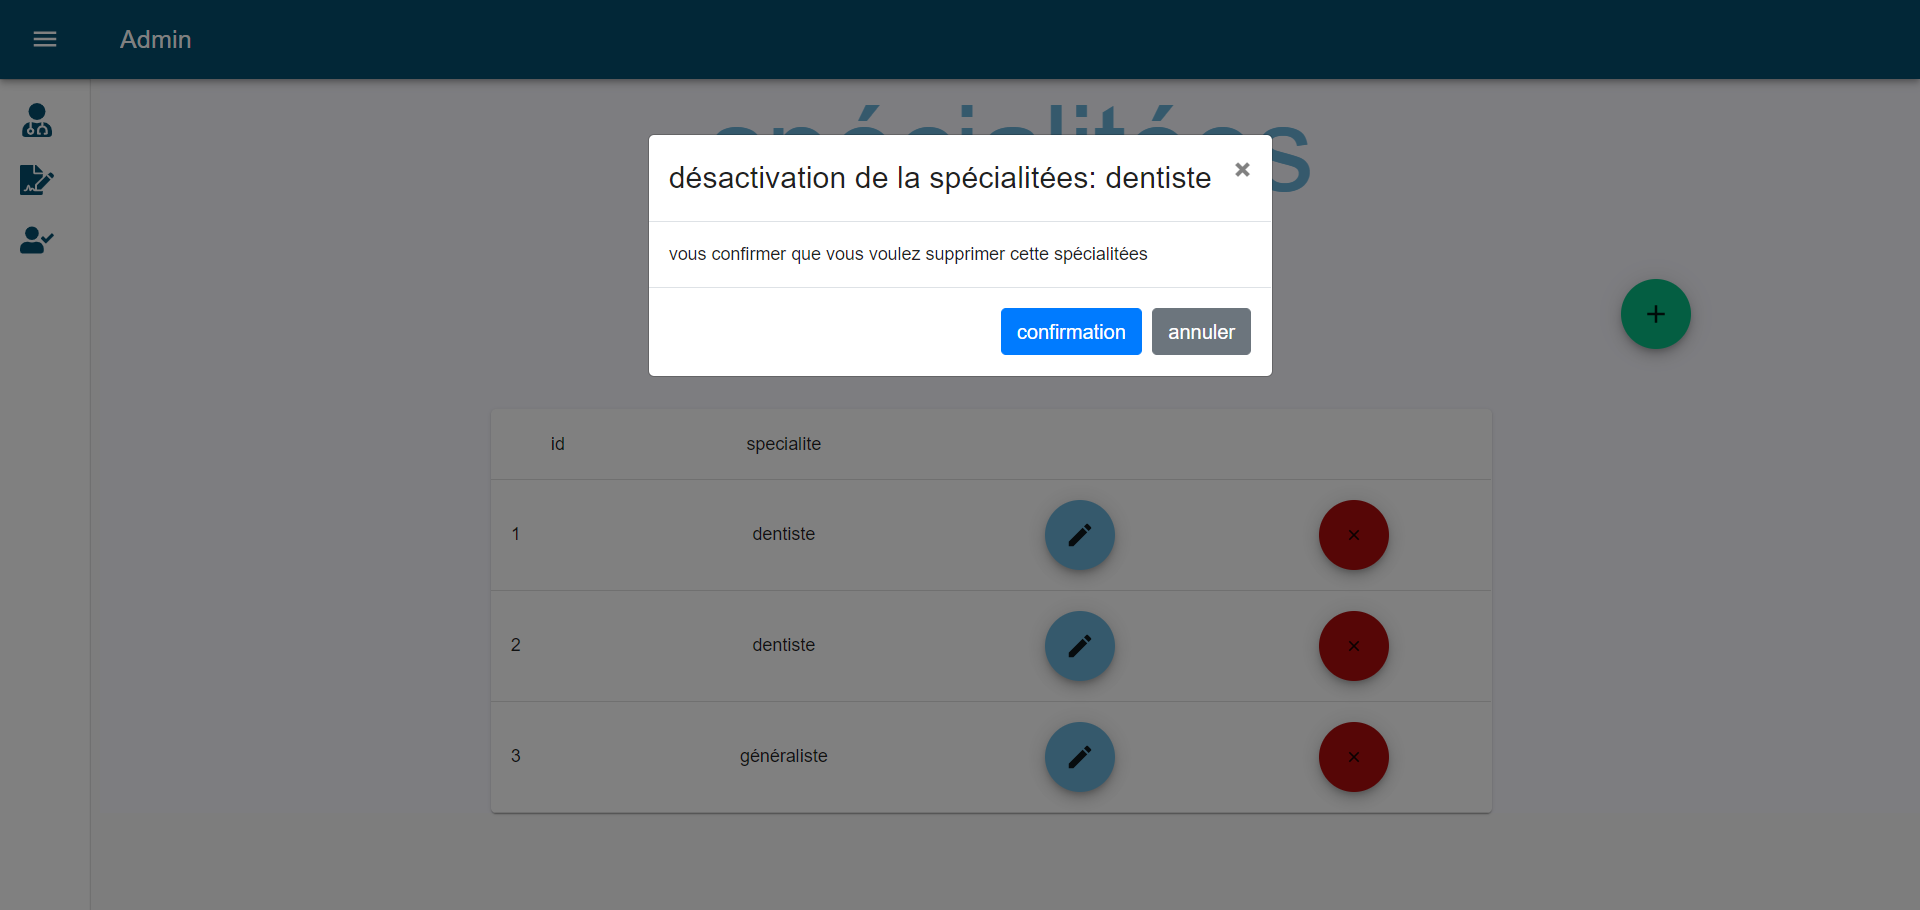 Admin
spécialitées
désactivation de la spécialitées: dentiste ×
vous confirmer que vous voulez supprimer cette spécialitées
confirmation annuler
id specialite
1 dentiste
2 dentiste
3 généraliste